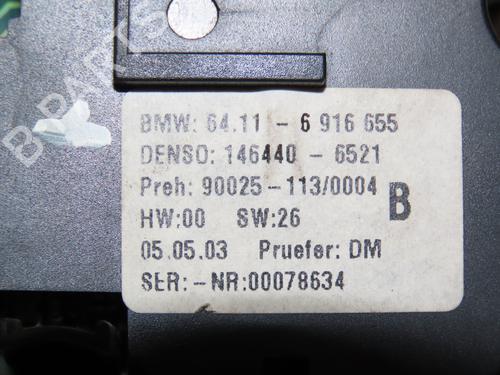 BMW: 64.11 - 6 916 655
DENSO: 146440 - 6521
Preh: 90025 - 113/0004
B
HW:00 SW:26
05.05.03 Pruefer: DM
SER: -NR:00078634
B-PARTS